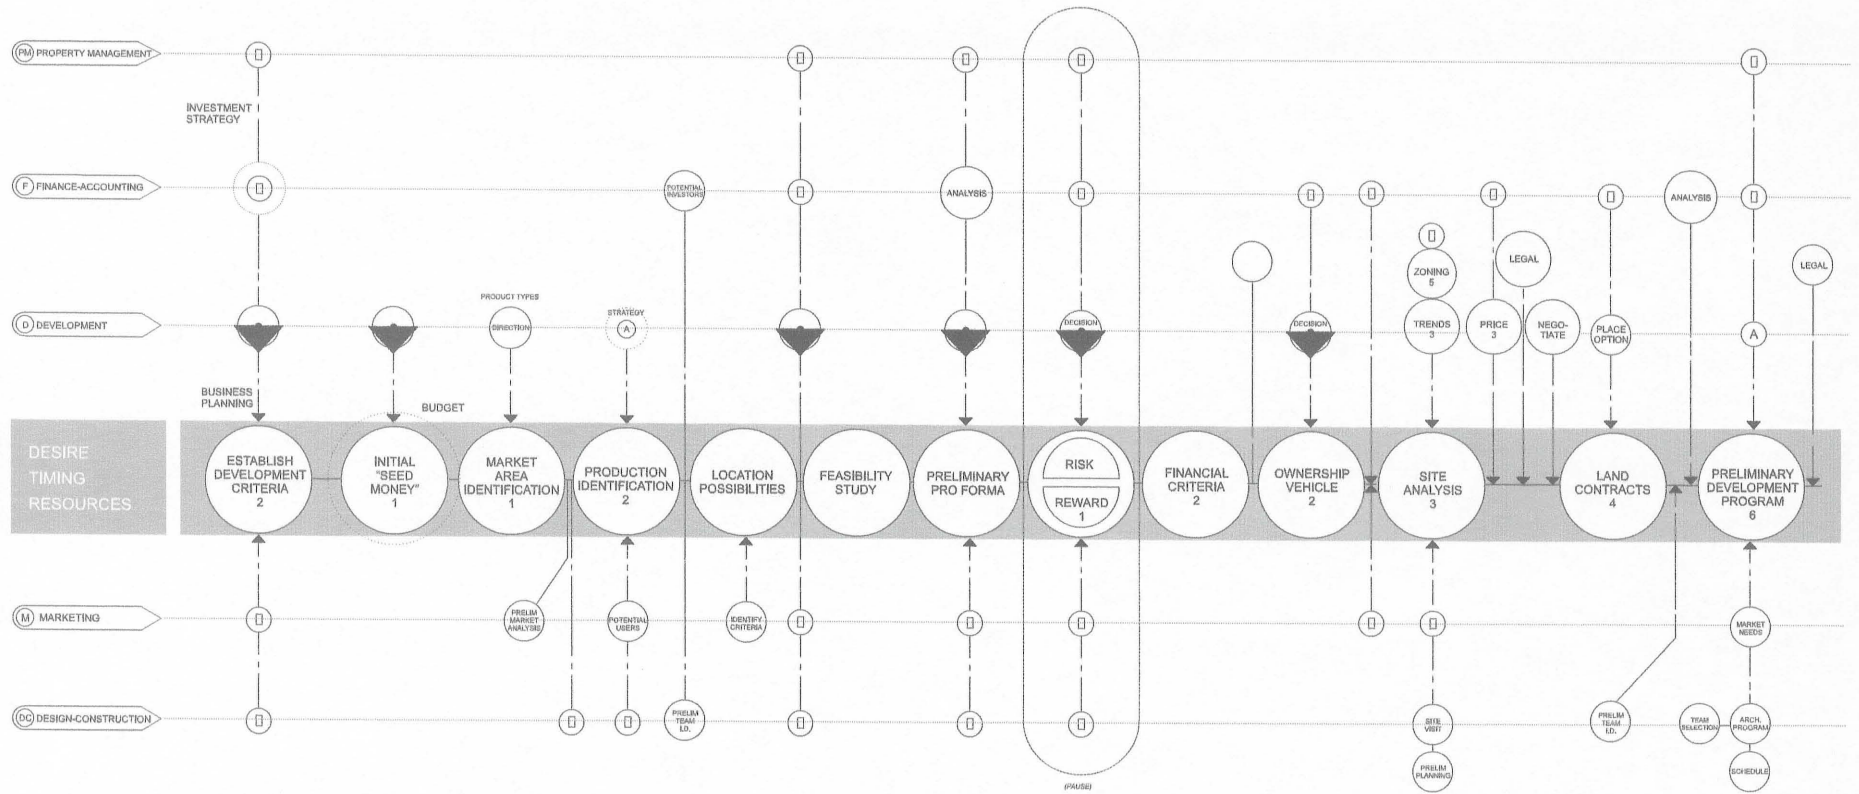 PM PROPERTY MANAGEMENT
INVESTMENT
STRATEGY
F FINANCE-ACCOUNTING
POTENTIAL
INVESTORS
ANALYSIS
ANALYSIS
ZONING
5
LEGAL
LEGAL
D DEVELOPMENT
PRODUCT TYPES
DIRECTION
STRATEGY
A
DECISION
DECISION
TRENDS
3
PRICE
3
NEGO-
TIATE
PLACE
OPTION
A
BUSINESS
PLANNING
BUDGET
DESIRE
TIMING
RESOURCES
ESTABLISH
DEVELOPMENT
CRITERIA
2
INITIAL
"SEED
MONEY"
1
MARKET
AREA
IDENTIFICATION
1
PRODUCTION
IDENTIFICATION
2
LOCATION
POSSIBILITIES
FEASIBILITY
STUDY
PRELIMINARY
PRO FORMA
RISK
REWARD
1
FINANCIAL
CRITERIA
2
OWNERSHIP
VEHICLE
2
SITE
ANALYSIS
3
LAND
CONTRACTS
4
PRELIMINARY
DEVELOPMENT
PROGRAM
6
M MARKETING
PRELIM
MARKET
ANALYSIS
POTENTIAL
USERS
IDENTIFY
CRITERIA
MARKET
NEEDS
DC DESIGN-CONSTRUCTION
PRELIM
TEAM
I.D.
SITE
VISIT
PRELIM
TEAM
I.D.
TEAM
SELECTION
ARCH.
PROGRAM
PRELIM
PLANNING
SCHEDULE
(PAUSE)